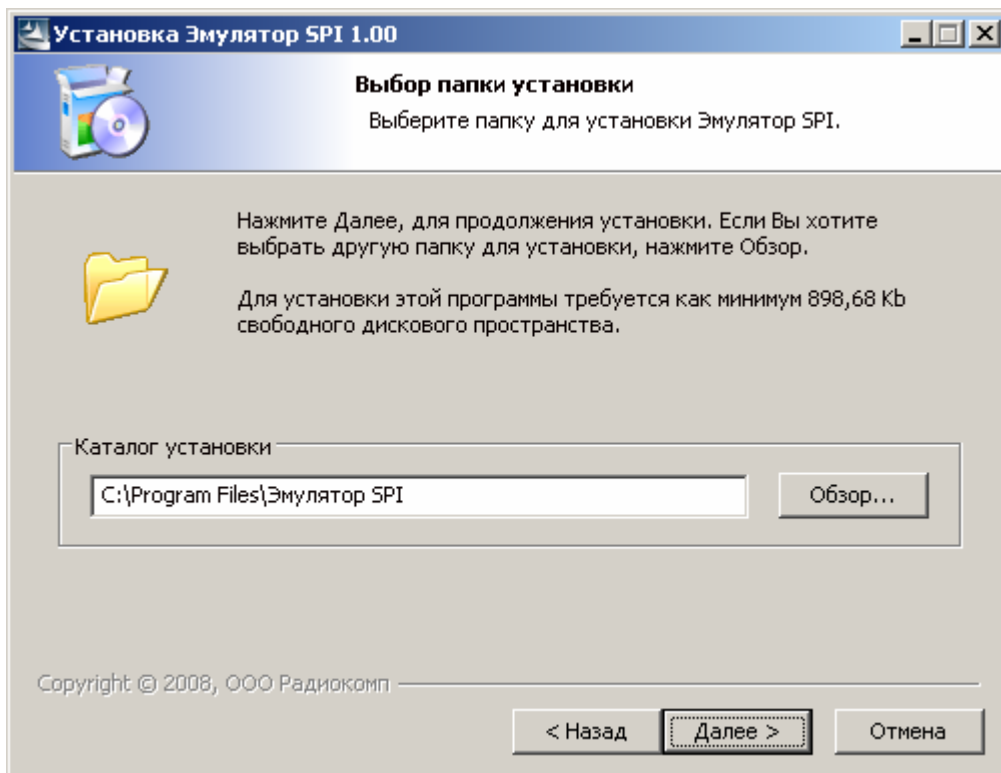 Установка Эмулятор SPI 1.00
Выбор папки установки
Выберите папку для установки Эмулятор SPI.
Нажмите Далее, для продолжения установки. Если Вы хотите
выбрать другую папку для установки, нажмите Обзор.
Для установки этой программы требуется как минимум 898,68 Kb
свободного дискового пространства.
Каталог установки
C:\Program Files\Эмулятор SPI
Обзор...
Copyright © 2008, ООО Радиокомп
< Назад
Далее >
Отмена